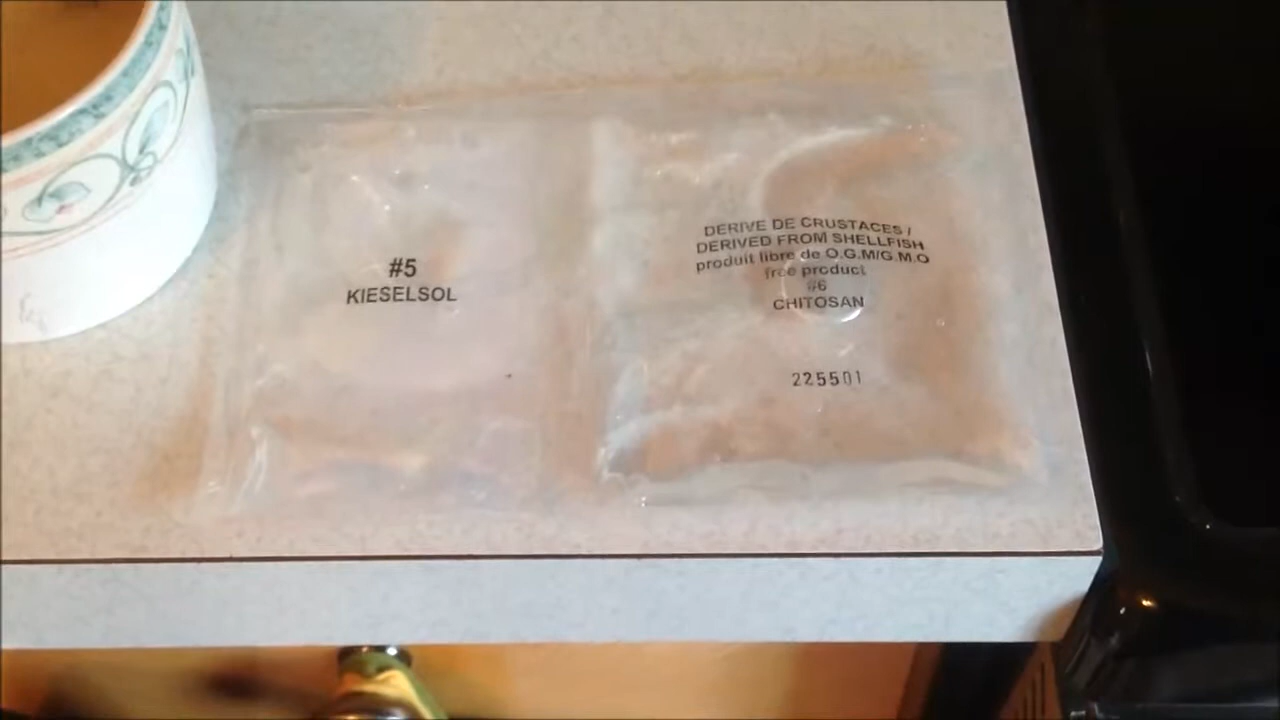 #5
KIESELSOL
DERIVE DE CRUSTACES /
DERIVED FROM SHELLFISH
produit libre de O.G.M/G.M.O
free product
#6
CHITOSAN
225501